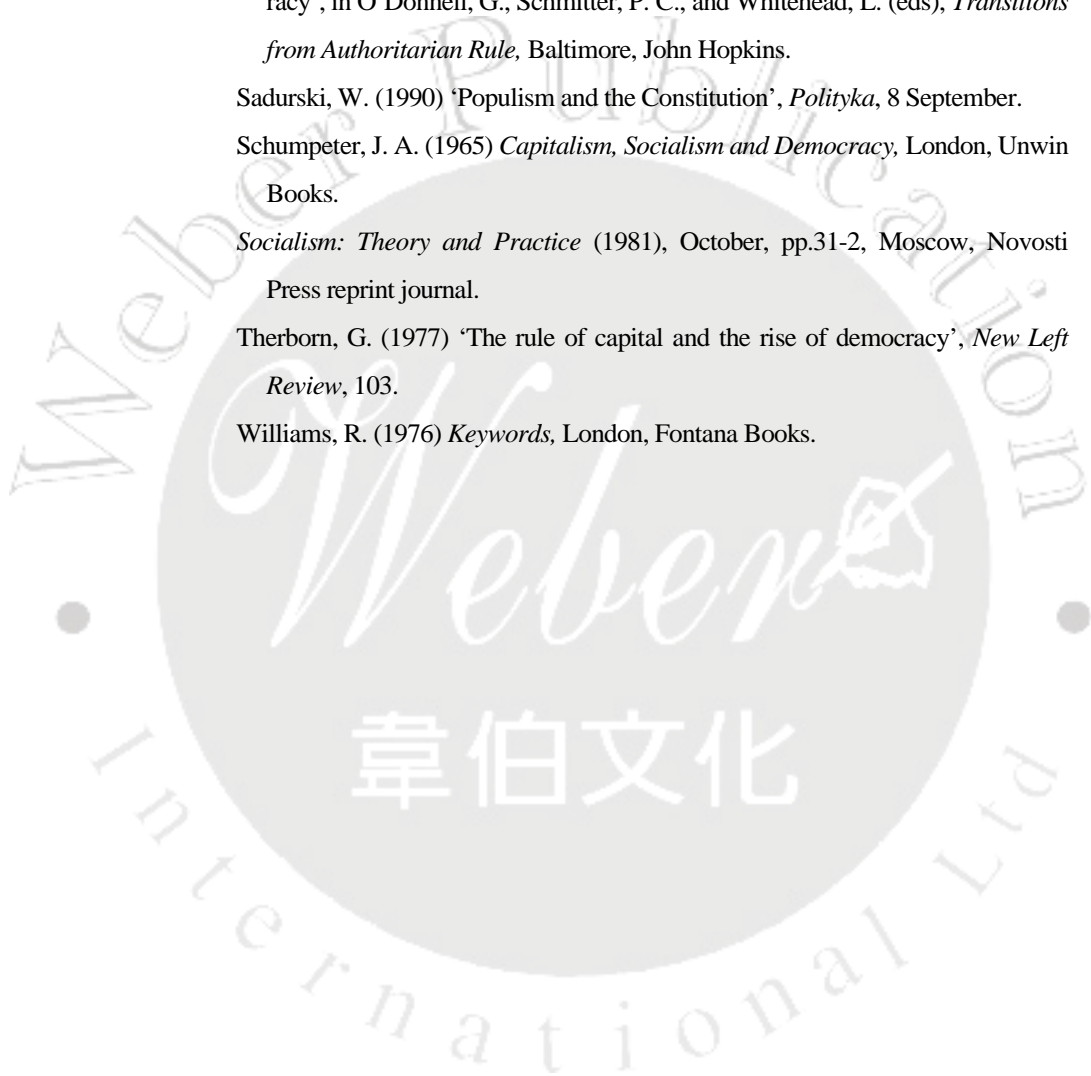 racy', in O'Donnell, G., Schmitter, P. C., and Whitehead, L. (eds), Transitions
from Authoritarian Rule, Baltimore, John Hopkins.
Sadurski, W. (1990) ‘Populism and the Constitution’, Polityka, 8 September.
Schumpeter, J. A. (1965) Capitalism, Socialism and Democracy, London, Unwin
Books.
Socialism: Theory and Practice (1981), October, pp.31-2, Moscow, Novosti
Press reprint journal.
Therborn, G. (1977) ‘The rule of capital and the rise of democracy’, New Left
Review, 103.
Williams, R. (1976) Keywords, London, Fontana Books.
Weber Publication
Weber
韋伯文化
International Ltd